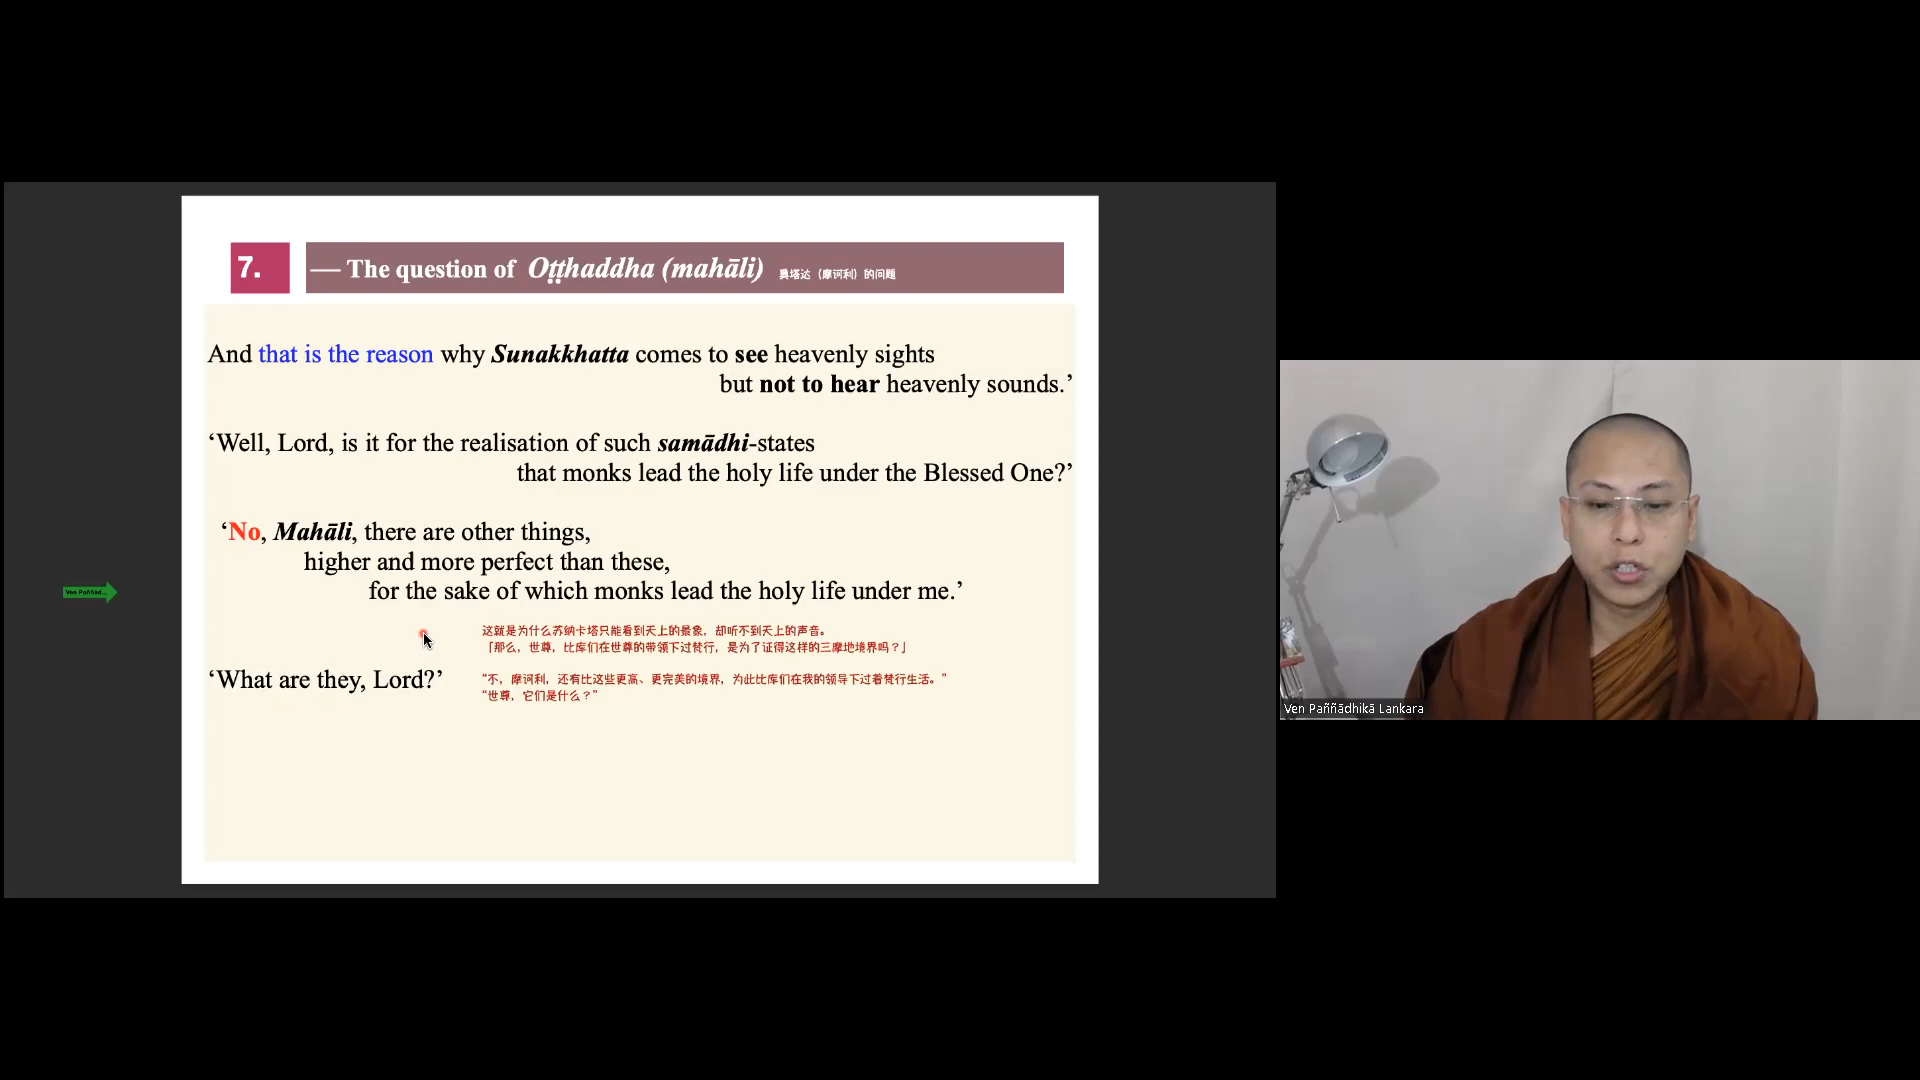 7.
— The question of Oṭṭhaddha (mahāli) 奥塔达（摩诃利）的问题
And that is the reason why Sunakkhatta comes to see heavenly sights
but not to hear heavenly sounds.’
‘Well, Lord, is it for the realisation of such samādhi-states
that monks lead the holy life under the Blessed One?’
‘No, Mahāli, there are other things,
higher and more perfect than these,
for the sake of which monks lead the holy life under me.’
Ven Paññād...
这就是为什么苏纳卡塔只能看到天上的景象，却听不到天上的声音。
「那么，世尊，比库们在世尊的带领下过梵行，是为了证得这样的三摩地境界吗？」
‘What are they, Lord?’
“不，摩诃利，还有比这些更高、更完美的境界，为此比库们在我的领导下过着梵行生活。”
“世尊，它们是什么？”
Ven Paññādhikā Lankara